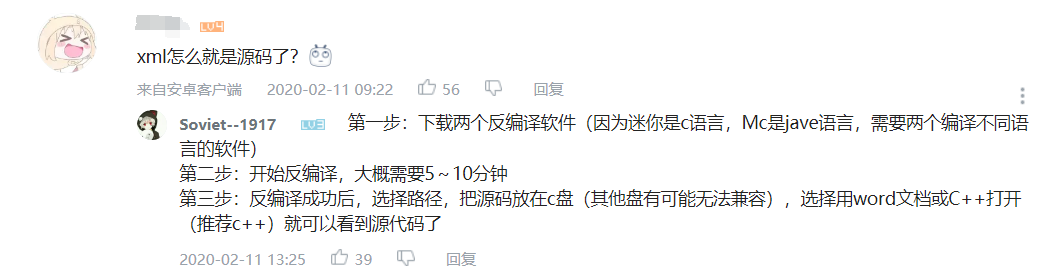 LV4
xml怎么就是源码了？
来自安卓客户端 2020-02-11 09:22 56 回复
Soviet--1917 LV3 第一步：下载两个反编译软件（因为迷你是c语言，Mc是jave语言，需要两个编译不同语
言的软件）
第二步：开始反编译，大概需要5～10分钟
第三步：反编译成功后，选择路径，把源码放在c盘（其他盘有可能无法兼容），选择用word文档或C++打开
（推荐c++）就可以看到源代码了
2020-02-11 13:25 39 回复